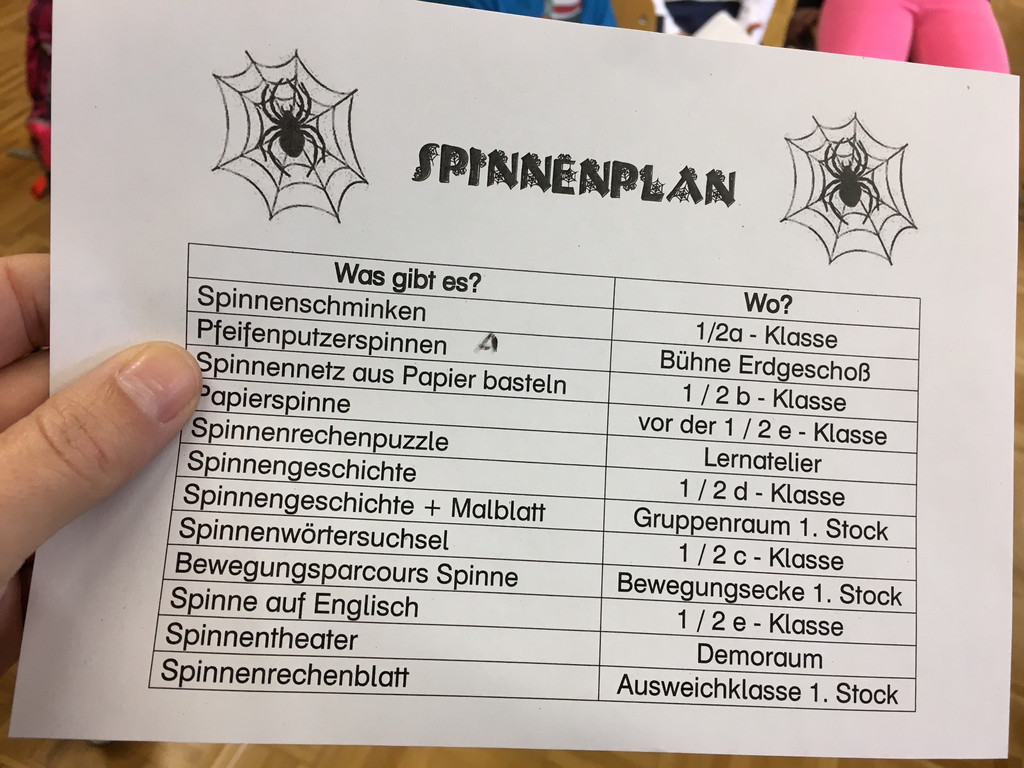 SPINNENPLAN
Was gibt es? Wo?
Spinnenschminken 1/2a - Klasse
Pfeifenputzerspinnen A Bühne Erdgeschoß
Spinnennetz aus Papier basteln 1 / 2 b - Klasse
Papierspinne vor der 1 / 2 e - Klasse
Spinnenrechenpuzzle Lernatelier
Spinnengeschichte 1 / 2 d - Klasse
Spinnengeschichte + Malblatt Gruppenraum 1. Stock
Spinnenwörtersuchsel 1 / 2 c - Klasse
Bewegungsparcours Spinne Bewegungsecke 1. Stock
Spinne auf Englisch 1 / 2 e - Klasse
Spinnentheater Demoraum
Spinnenrechenblatt Ausweichklasse 1. Stock